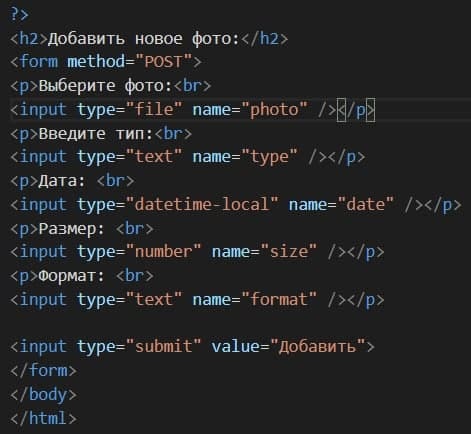 ?>
<h2>Добавить новое фото:</h2>
<form method="POST">
<p>Выберите фото:<br>
<input type="file" name="photo" /></p>
<p>Введите тип:<br>
<input type="text" name="type" /></p>
<p>Дата: <br>
<input type="datetime-local" name="date" /></p>
<p>Размер: <br>
<input type="number" name="size" /></p>
<p>Формат: <br>
<input type="text" name="format" /></p>
<input type="submit" value="Добавить">
</form>
</body>
</html>